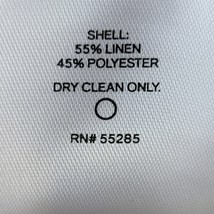 SHELL:
55% LINEN
45% POLYESTER
DRY CLEAN ONLY.
RN# 55285